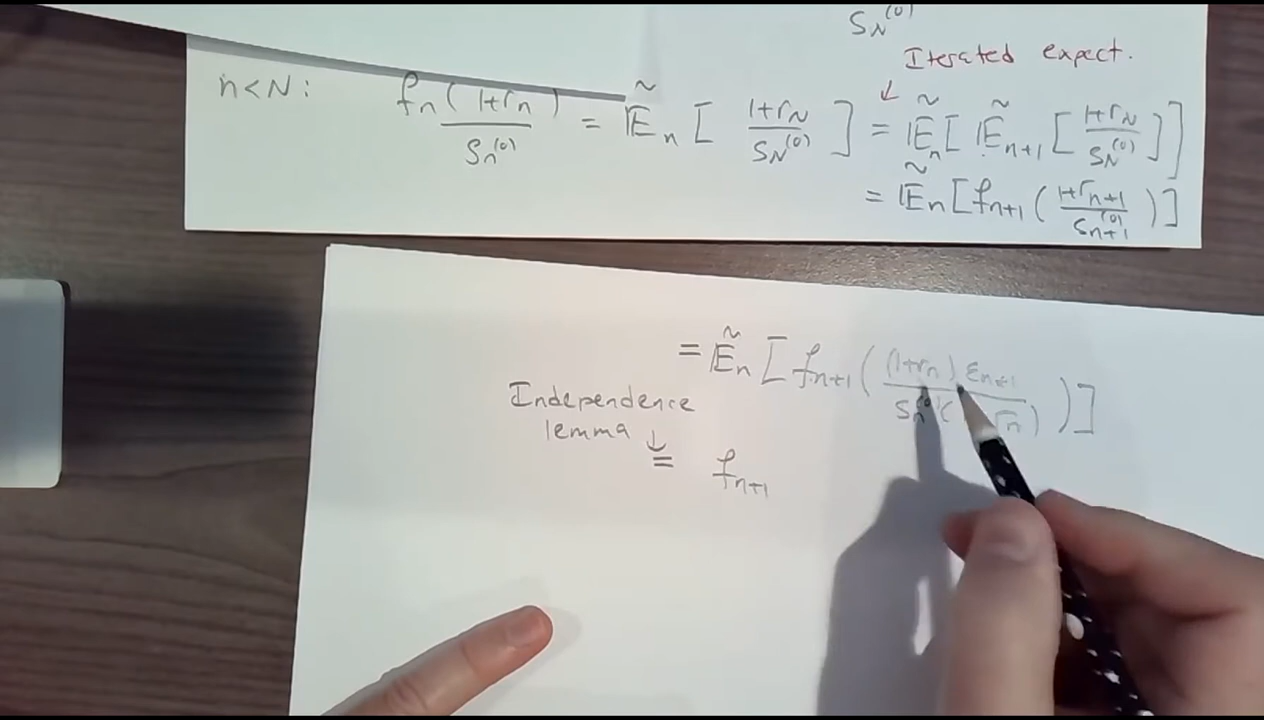 S_N^(0)
Iterated expect.
n<N: f_n( 1+r_n / S_n^(0) ) = Ẽ_n [ 1+r_N / S_N^(0) ] = Ẽ_n [ Ẽ_{n+1} [ 1+r_N / S_N^(0) ] ]
= Ẽ_n [ f_{n+1} ( 1+r_{n+1} / S_{n+1}^(0) ) ]
= Ẽ_n [ f_{n+1} ( (1+r_n) ε_{n+1} / S_n^(0) ( r_n) ) ]
Independence
lemma ↓
= f_{n+1}